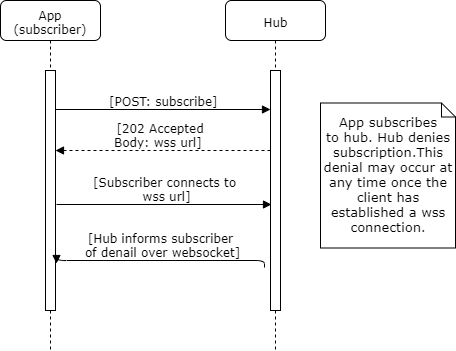 App
(subscriber)
Hub
[POST: subscribe]
[202 Accepted
Body: wss url]
[Subscriber connects to
wss url]
[Hub informs subscriber
of denail over websocket]
App subscribes
to hub. Hub denies
subscription.This
denial may occur at
any time once the
client has
established a wss
connection.